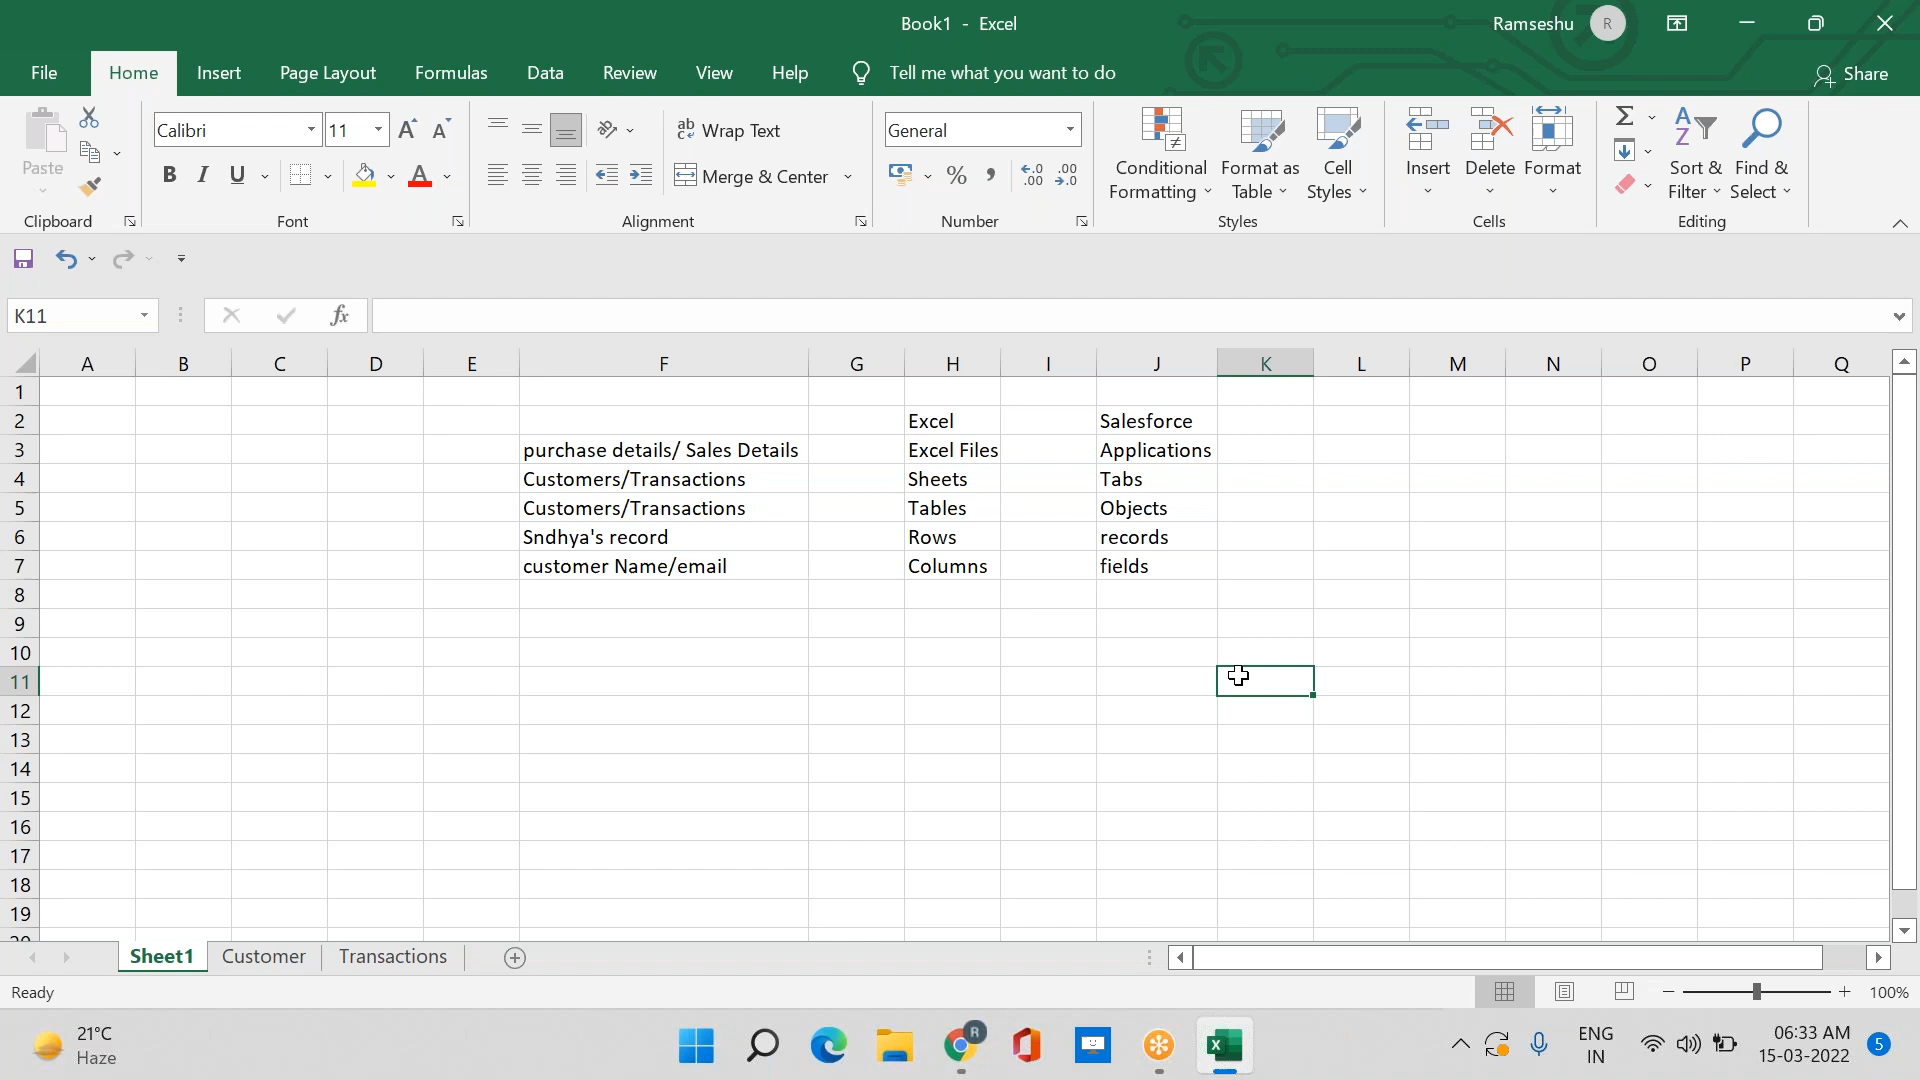 Book1 - Excel
Ramseshu R
File Home Insert Page Layout Formulas Data Review View Help Tell me what you want to do Share
Paste
Calibri 11
ab Wrap Text
General
Conditional Formatting
Format as Table
Cell Styles
Insert Delete Format
Sort & Filter
Find & Select
B I U A
Merge & Center
% ,
Clipboard Font Alignment Number Styles Cells Editing
K11 fx
A B C D E F G H I J K L M N O P Q
1
2 Excel Salesforce
3 purchase details/ Sales Details Excel Files Applications
4 Customers/Transactions Sheets Tabs
5 Customers/Transactions Tables Objects
6 Sndhya's record Rows records
7 customer Name/email Columns fields
8
9
10
11
12
13
14
15
16
17
18
19
Sheet1 Customer Transactions
Ready 100%
21°C
Haze
R
ENG
IN
06:33 AM
15-03-2022
5